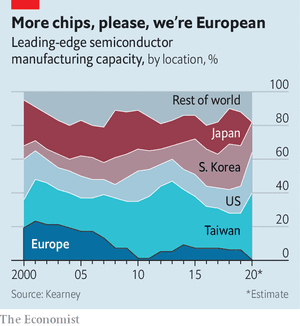 More chips, please, we're European
Leading-edge semiconductor
manufacturing capacity, by location, %
100
Rest of world
80
Japan
60
S. Korea
US
40
Taiwan
20
Europe
0
2000 05 10 15 20*
Source: Kearney *Estimate
The Economist